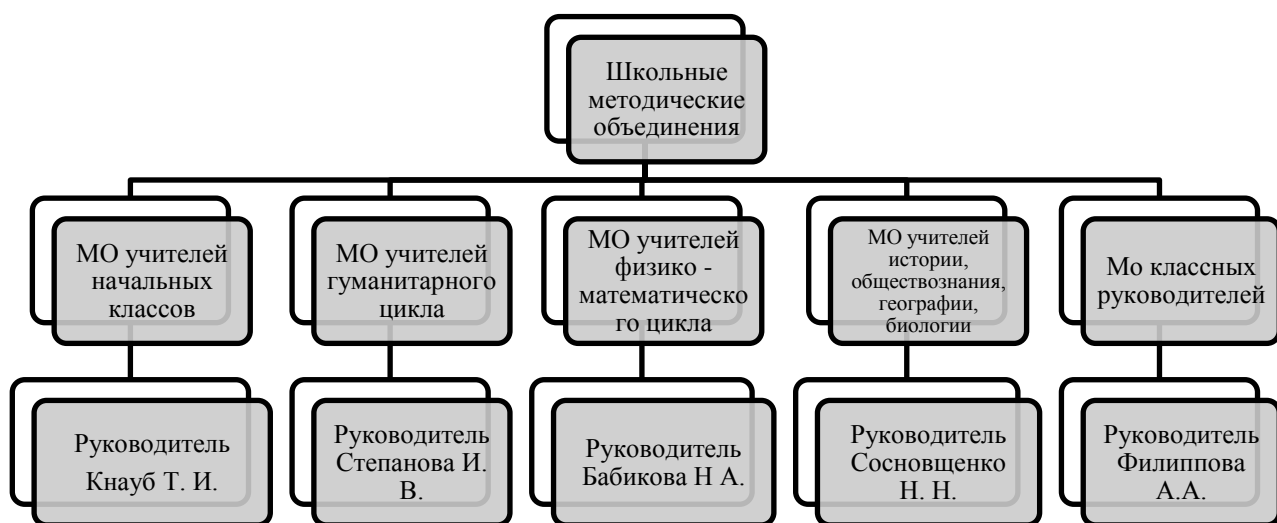 Школьные
методические
объединения
МО учителей
начальных
классов
МО учителей
гуманитарного
цикла
МО учителей
физико -
математическо
го цикла
МО учителей
истории,
обществознания,
географии,
биологии
Мо классных
руководителей
Руководитель
Кнауб Т. И.
Руководитель
Степанова И.
В.
Руководитель
Бабикова Н А.
Руководитель
Сосновщенко
Н. Н.
Руководитель
Филиппова
А.А.